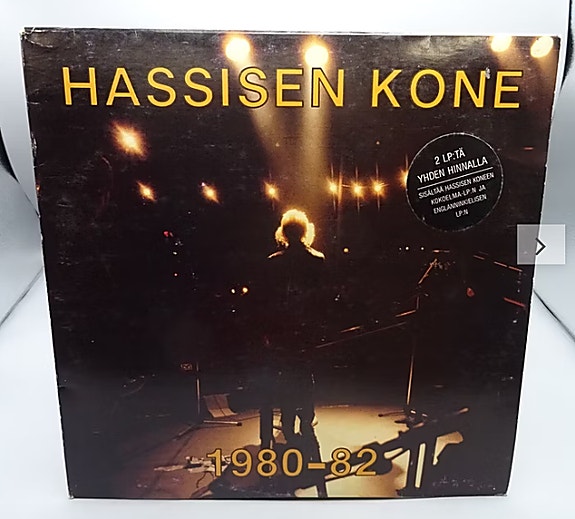 HASSISEN KONE
2 LP:TÄ
YHDEN HINNALLA
SISÄLTÄÄ HASSISEN KONEEN
KOKOELMA-LP:N JA
ENGLANNINKIELISEN
LP:N
1980-82